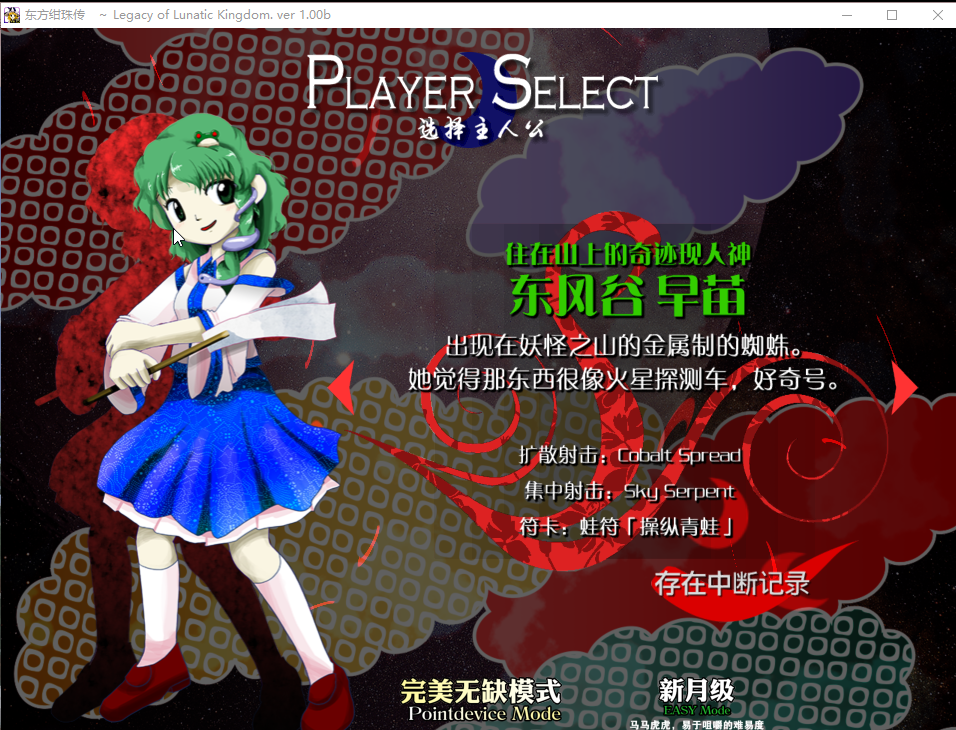 东方绀珠传 ~ Legacy of Lunatic Kingdom. ver 1.00b
PLAYER SELECT
选择主人公
住在山上的奇迹现人神
东风谷 早苗
出现在妖怪之山的金属制的蜘蛛。
她觉得那东西很像火星探测车，好奇号。
扩散射击：Cobalt Spread
集中射击：Sky Serpent
符卡：蛙符「操纵青蛙」
存在中断记录
完美无缺模式
Pointdevice Mode
新月级
EASY Mode
马马虎虎，易于咀嚼的难易度